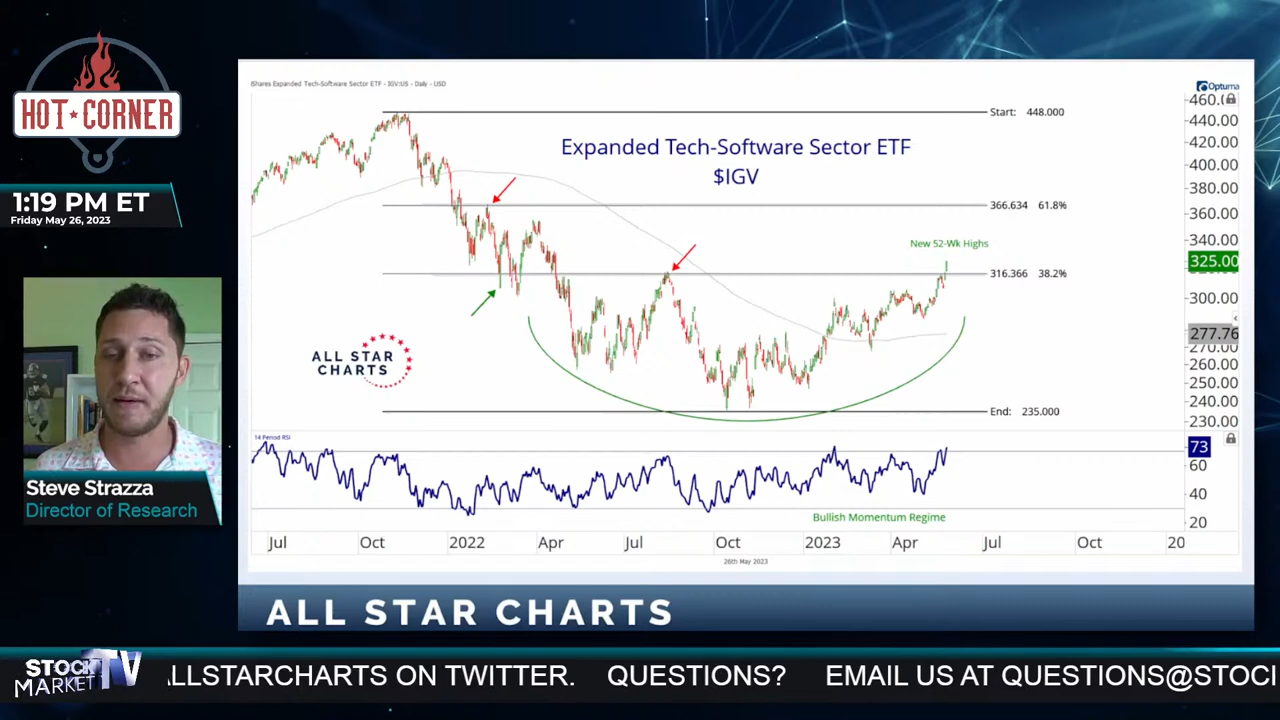 HOT★CORNER
1:19 PM ET
Friday May 26, 2023
Steve Strazza
Director of Research
iShares Expanded Tech-Software Sector ETF - IGV:US - Daily - USD
Optuma
Expanded Tech-Software Sector ETF
$IGV
Start: 448.000
366.634 61.8%
New 52-Wk Highs
316.366 38.2%
End: 235.000
ALL STAR
CHARTS
460.0
440.00
420.00
400.00
380.00
360.00
340.00
325.00
300.00
277.76
270.00
260.00
250.00
240.00
230.00
14 Period RSI
73
60
40
20
Bullish Momentum Regime
Jul Oct 2022 Apr Jul Oct 2023 Apr Jul Oct 20
26th May 2023
ALL STAR CHARTS
STOCK
MARKET TV
LLSTARCHARTS ON TWITTER. QUESTIONS? EMAIL US AT QUESTIONS@STOCI